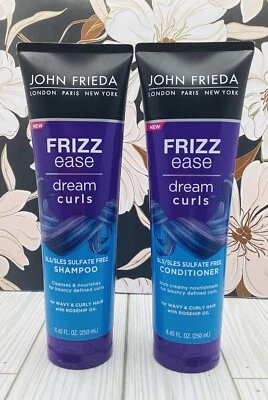 JOHN FRIEDA
LONDON PARIS NEW YORK
NEW
FRIZZ
ease
dream
curls
SLS/SLES SULFATE FREE
SHAMPOO
Cleanses & nourishes
for bouncy defined curls
for WAVY & CURLY HAIR
with ROSEHIP OIL
8.45 FL OZ (250 mL)
JOHN FRIEDA
LONDON PARIS NEW YORK
NEW
FRIZZ
ease
dream
curls
SLS/SLES SULFATE FREE
CONDITIONER
Rich creamy nourishment
for bouncy defined curls
for WAVY & CURLY HAIR
with ROSEHIP OIL
8.45 FL OZ (250 mL)